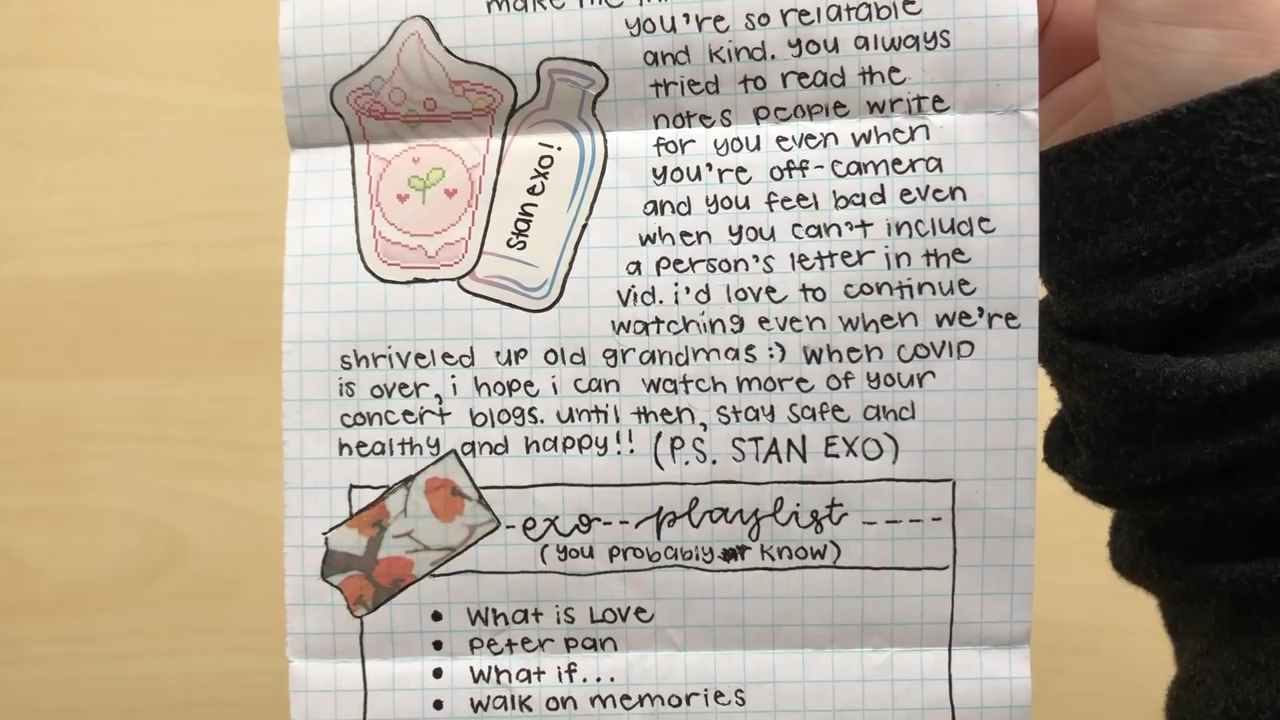 make me
you're so relatable
and kind. you always
tried to read the
notes people write
for you even when
you're off-camera
and you feel bad even
when you can't include
a person's letter in the
vid. i'd love to continue
watching even when we're
shriveled up old grandmas :) when COVID
is over, i hope i can watch more of your
concert blogs. until then, stay safe and
healthy and happy!! (P.S. STAN EXO)
stan exo!
-exo--playlist ----
(you probably know)
• What is Love
• peter pan
• What if...
• walk on memories